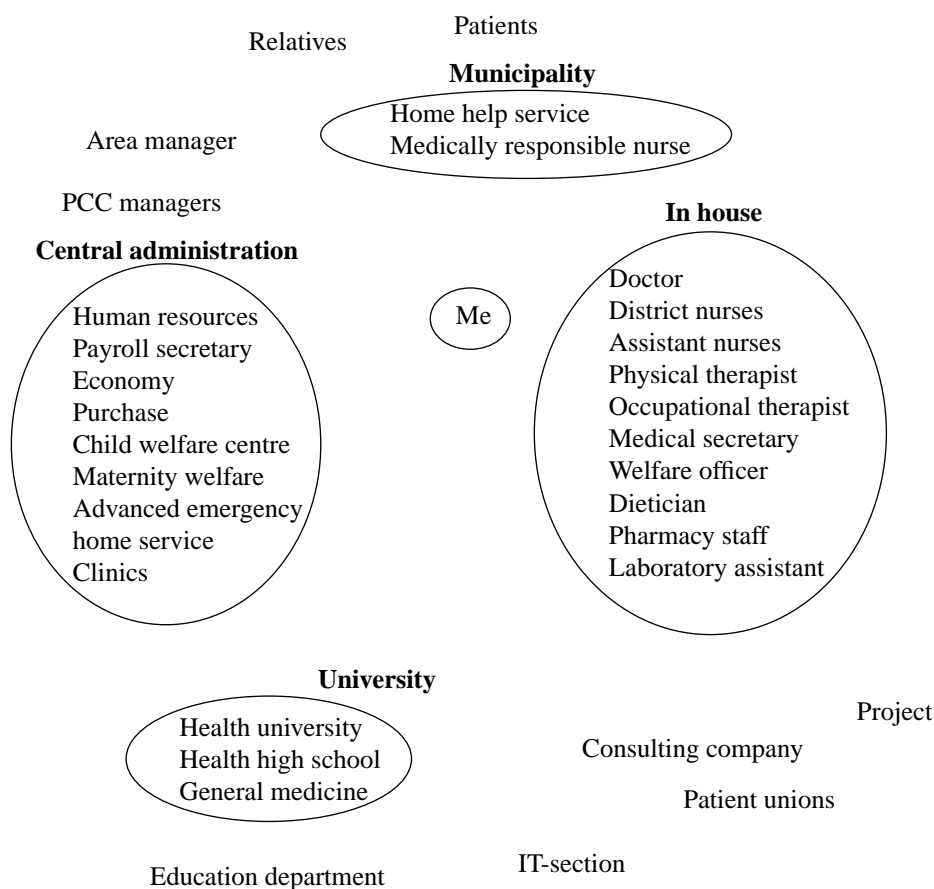 Patients
Relatives
Municipality
Home help service
Medically responsible nurse
Area manager
PCC managers
In house
Central administration
Human resources
Payroll secretary
Economy
Purchase
Child welfare centre
Maternity welfare
Advanced emergency
home service
Clinics
Me
Doctor
District nurses
Assistant nurses
Physical therapist
Occupational therapist
Medical secretary
Welfare officer
Dietician
Pharmacy staff
Laboratory assistant
University
Health university
Health high school
General medicine
Project
Consulting company
Patient unions
IT-section
Education department